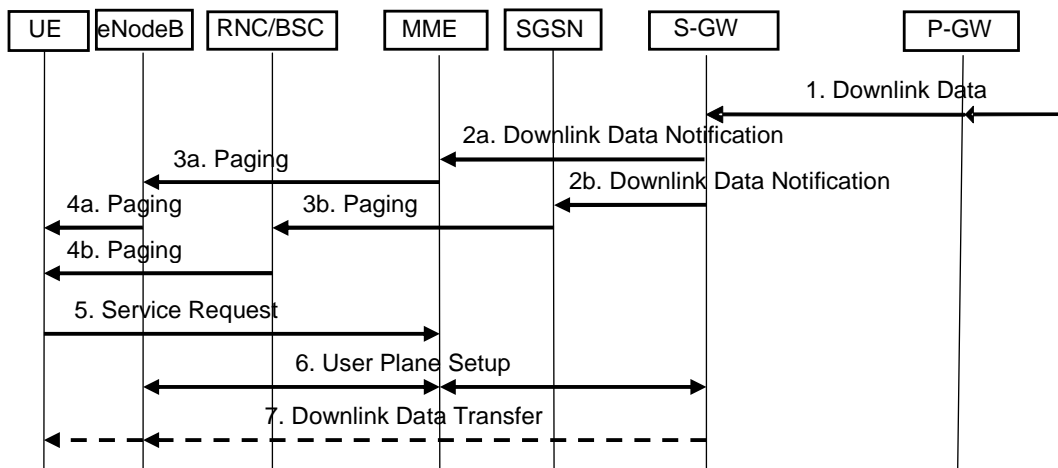 UE eNodeB RNC/BSC MME SGSN S-GW P-GW
1. Downlink Data
2a. Downlink Data Notification
3a. Paging
2b. Downlink Data Notification
4a. Paging 3b. Paging
4b. Paging
5. Service Request
6. User Plane Setup
7. Downlink Data Transfer